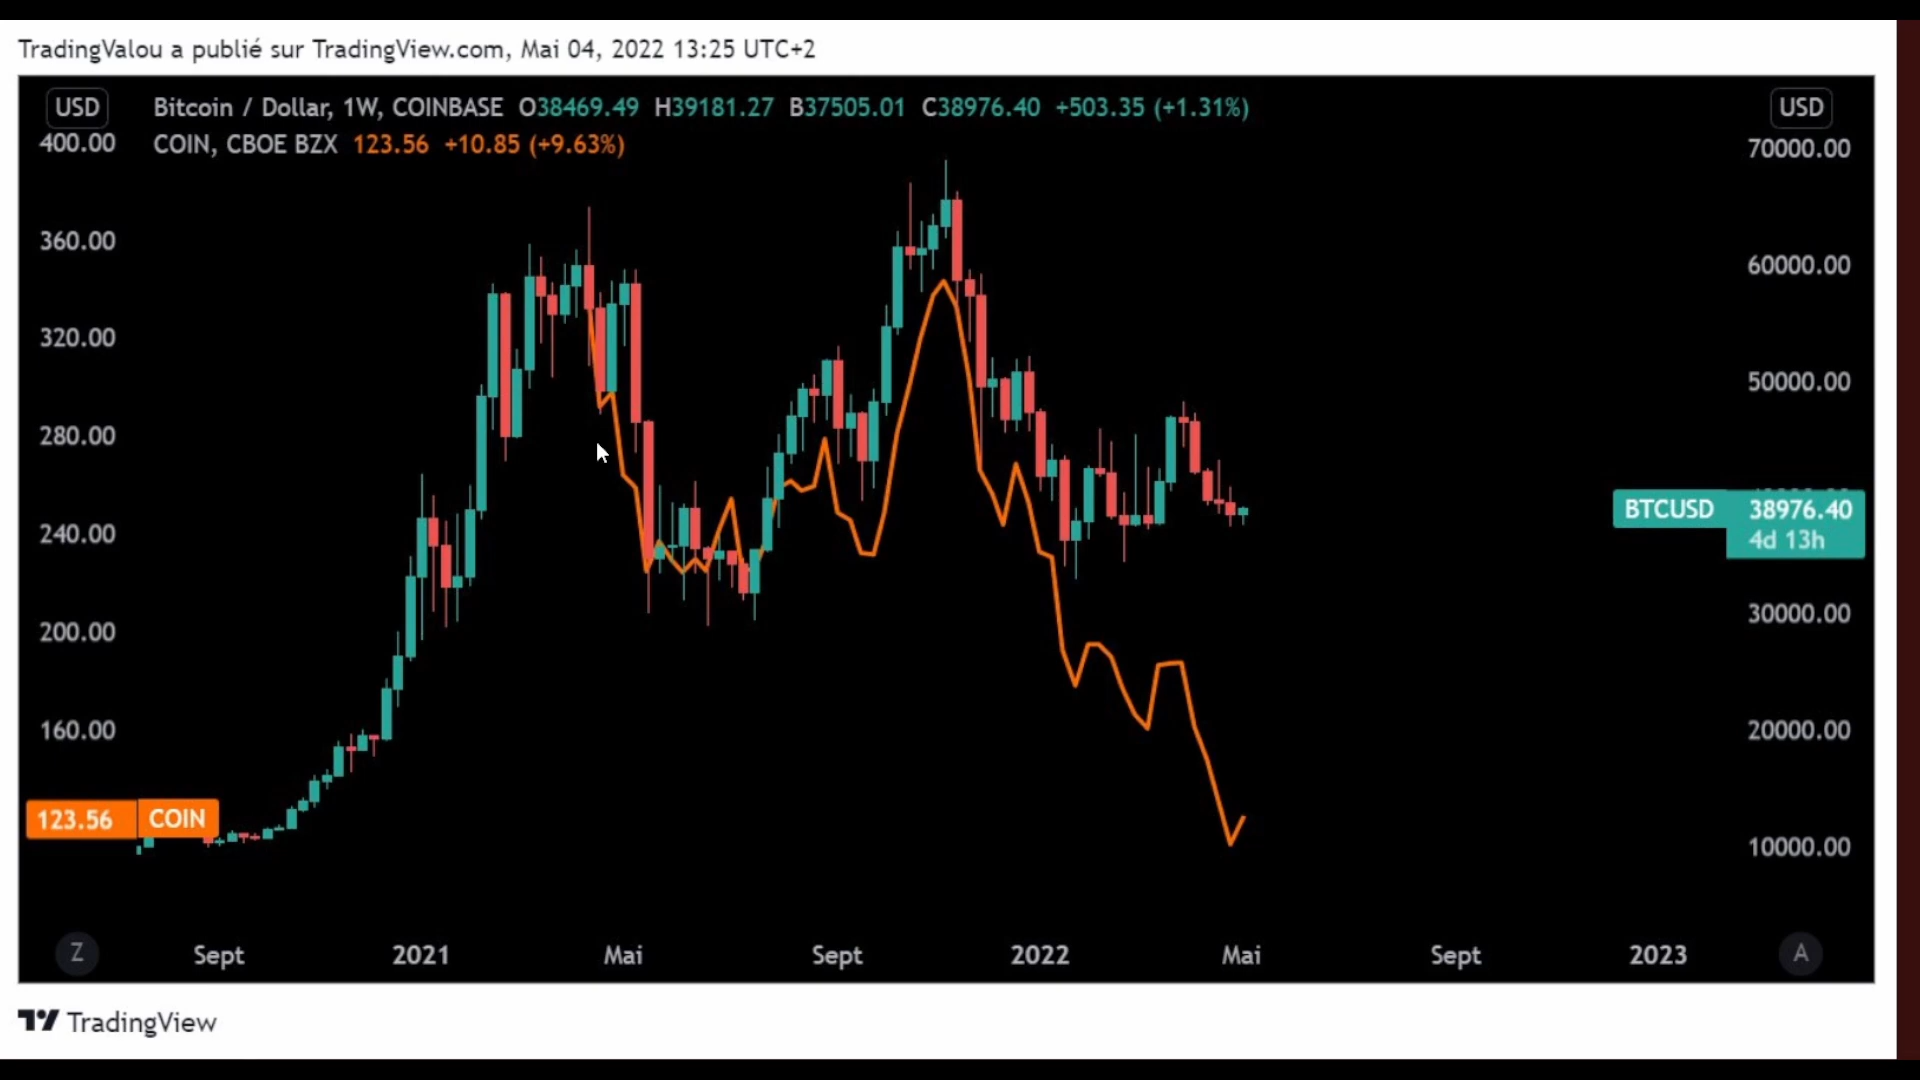 TradingValou a publié sur TradingView.com, Mai 04, 2022 13:25 UTC+2
USD Bitcoin / Dollar, 1W, COINBASE O38469.49 H39181.27 B37505.01 C38976.40 +503.35 (+1.31%) USD
400.00 COIN, CBOE BZX 123.56 +10.85 (+9.63%) 70000.00
360.00 60000.00
320.00 50000.00
280.00
BTCUSD 38976.40
240.00 4d 13h
200.00 30000.00
160.00 20000.00
123.56 COIN 10000.00
Z Sept 2021 Mai Sept 2022 Mai Sept 2023 A
TradingView